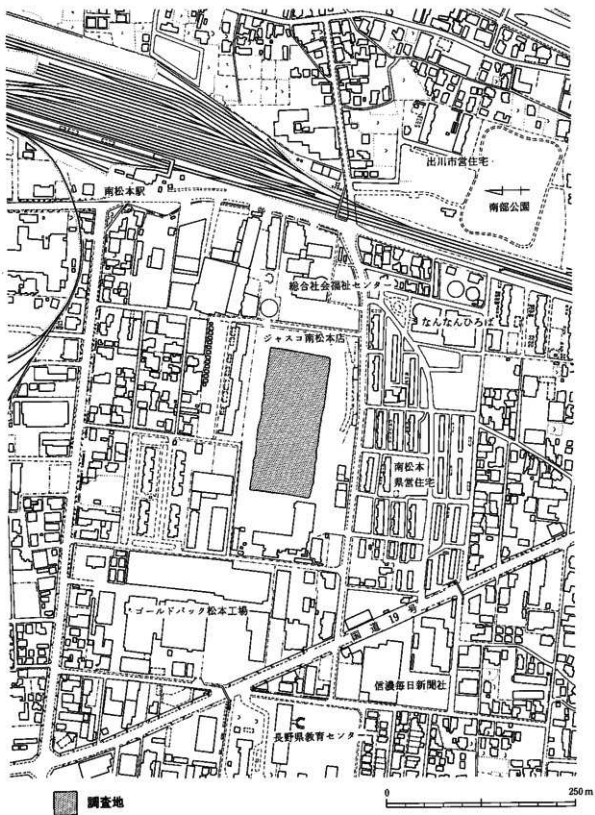 出川市営住宅
南松本駅
南部公園
総合社会福祉センター
なんなんひろば
ジャスコ南松本店
南松本
県営住宅
ゴールドパック松本工場
国道19号
信濃毎日新聞社
長野県教育センター
調査地
0 250m